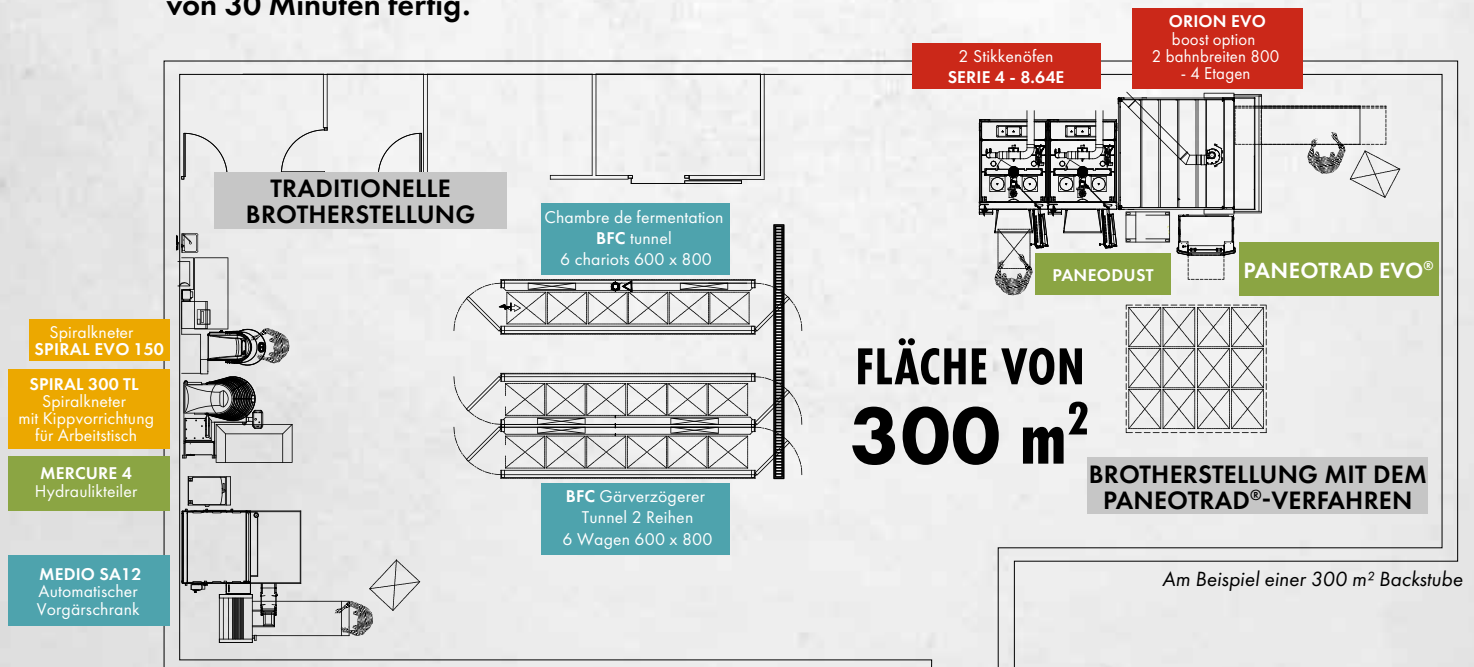 von 30 Minuten fertig.
2 Stikkenöfen
SERIE 4 - 8.64E
ORION EVO
boost option
2 bahnbreiten 800
- 4 Etagen
TRADITIONELLE
BROTHERSTELLUNG
Chambre de fermentation
BFC tunnel
6 chariots 600 x 800
PANEODUST
PANEOTRAD EVO®
Spiralkneter
SPIRAL EVO 150
SPIRAL 300 TL
Spiralkneter
mit Kippvorrichtung
für Arbeitstisch
MERCURE 4
Hydraulikteiler
MEDIO SA12
Automatischer
Vorgärschrank
FLÄCHE VON
300 m²
BFC Gärverzögerer
Tunnel 2 Reihen
6 Wagen 600 x 800
BROTHERSTELLUNG MIT DEM
PANEOTRAD®-VERFAHREN
Am Beispiel einer 300 m² Backstube